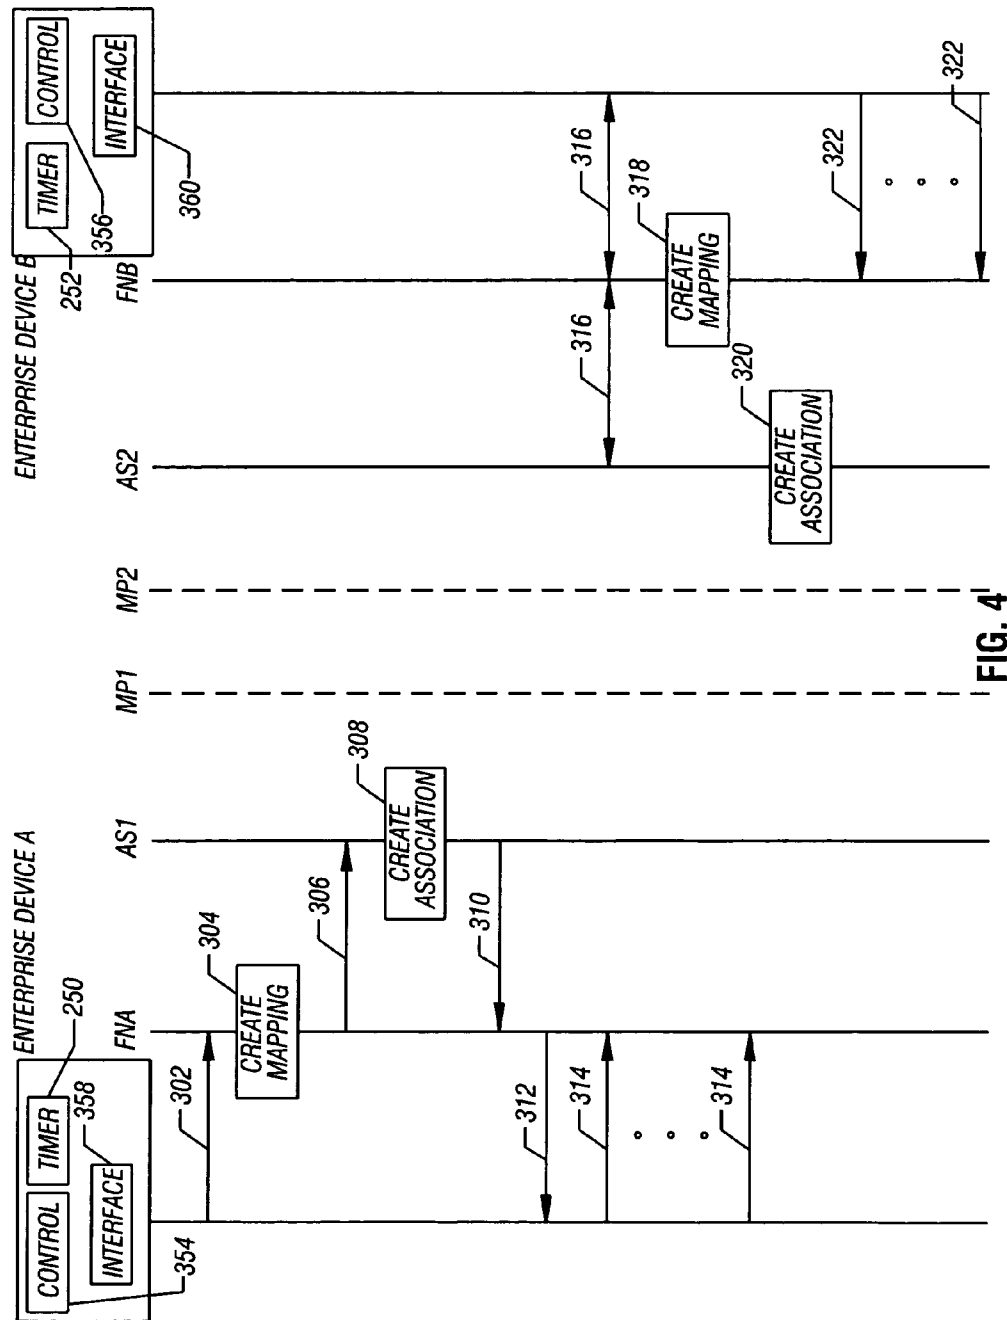 ENTERPRISE DEVICE A
CONTROL
TIMER
INTERFACE
354
250
358
FNA
AS1
MP1
MP2
AS2
FNB
ENTERPRISE DEVICE B
TIMER
CONTROL
INTERFACE
252
356
360
302
304
CREATE
MAPPING
306
308
CREATE
ASSOCIATION
310
312
314
314
316
316
318
CREATE
MAPPING
320
CREATE
ASSOCIATION
322
322
FIG. 4